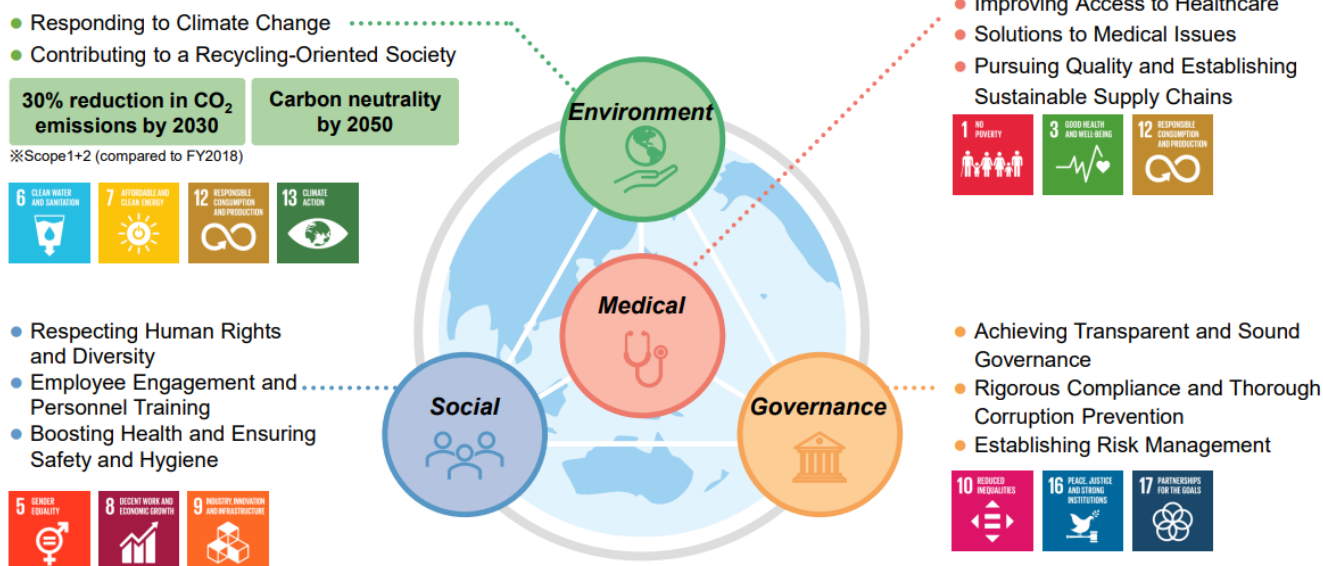 ● Responding to Climate Change
● Contributing to a Recycling-Oriented Society
30% reduction in CO₂
emissions by 2030
Carbon neutrality
by 2050
※Scope1+2 (compared to FY2018)
6 CLEAN WATER
AND SANITATION
7 AFFORDABLE AND
CLEAN ENERGY
12 RESPONSIBLE
CONSUMPTION
AND PRODUCTION
13 CLIMATE
ACTION
● Improving Access to Healthcare
● Solutions to Medical Issues
● Pursuing Quality and Establishing
Sustainable Supply Chains
1 NO
POVERTY
3 GOOD HEALTH
AND WELL-BEING
12 RESPONSIBLE
CONSUMPTION
AND PRODUCTION
Environment
Medical
Social
Governance
● Respecting Human Rights
and Diversity
● Employee Engagement and
Personnel Training
● Boosting Health and Ensuring
Safety and Hygiene
5 GENDER
EQUALITY
8 DECENT WORK AND
ECONOMIC GROWTH
9 INDUSTRY, INNOVATION
AND INFRASTRUCTURE
● Achieving Transparent and Sound
Governance
● Rigorous Compliance and Thorough
Corruption Prevention
● Establishing Risk Management
10 REDUCED
INEQUALITIES
16 PEACE, JUSTICE
AND STRONG
INSTITUTIONS
17 PARTNERSHIPS
FOR THE GOALS